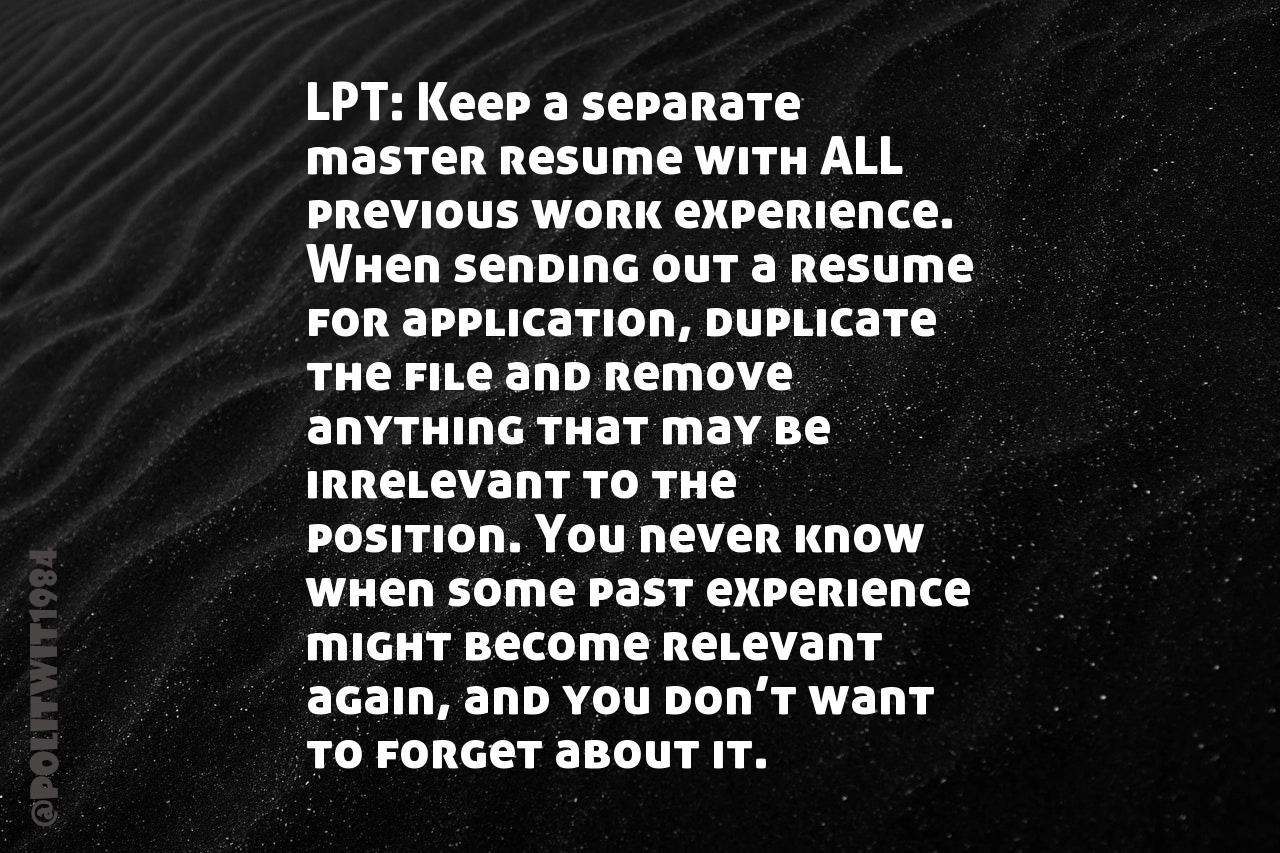 LPT: Keep a separate
master resume with ALL
previous work experience.
When sending out a resume
for application, duplicate
the file and remove
anything that may be
irrelevant to the
position. You never know
when some past experience
might become relevant
again, and you don’t want
to forget about it.
@POLITWIT1984